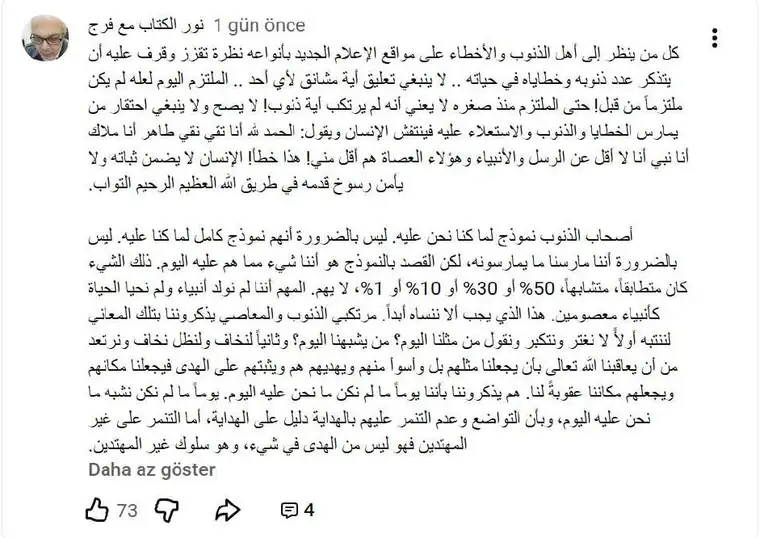 نور الكتاب مع فرج 1 gün önce
كل من ينظر إلى أهل الذنوب والأخطاء على مواقع الإعلام الجديد بأنواعه نظرة تقزز وقرف عليه أن
يتذكر عدد ذنوبه وخطاياه في حياته .. لا ينبغي تعليق أية مشانق لأي أحد .. الملتزم اليوم لعله لم يكن
ملتزماً من قبل! حتى الملتزم منذ صغره لا يعني أنه لم يرتكب أية ذنوب! لا يصح ولا ينبغي احتقار من
يمارس الخطايا والذنوب والاستعلاء عليه فينتفش الإنسان ويقول: الحمد لله أنا تقي نقي طاهر أنا ملاك
أنا نبي أنا لا أقل عن الرسل والأنبياء وهؤلاء العصاة هم أقل مني! هذا خطأ! الإنسان لا يضمن ثباته ولا
يأمن رسوخ قدمه في طريق الله العظيم الرحيم التواب.
أصحاب الذنوب نموذج لما كنا نحن عليه. ليس بالضرورة أنهم نموذج كامل لما كنا عليه. ليس
بالضرورة أننا مارسنا ما يمارسونه، لكن القصد بالنموذج هو أننا شيء مما هم عليه اليوم. ذلك الشيء
كان متطابقاً، متشابهاً، 50% أو 30% أو 10% أو 1%، لا يهم. المهم أننا لم نولد أنبياء ولم نحيا الحياة
كأنبياء معصومين. هذا الذي يجب ألا ننساه أبداً. مرتكبي الذنوب والمعاصي يذكروننا بتلك المعاني
لننتبه أولاً لا نغتر ونتكبر ونقول من مثلنا اليوم؟ من يشبهنا اليوم؟ وثانياً لنخاف ولنظل نخاف ونرتعد
من أن يعاقبنا الله تعالى بأن يجعلنا مثلهم بل وأسوأ منهم ويهديهم هم ويثبتهم على الهدى فيجعلنا مكانهم
ويجعلهم مكاننا عقوبةً لنا. هم يذكروننا بأننا يوماً ما لم نكن ما نحن عليه اليوم. يوماً ما لم نكن نشبه ما
نحن عليه اليوم، وبأن التواضع وعدم التنمر عليهم بالهداية دليل على الهداية، أما التنمر على غير
المهتدين فهو ليس من الهدى في شيء، وهو سلوك غير المهتدين.
Daha az göster
73 4